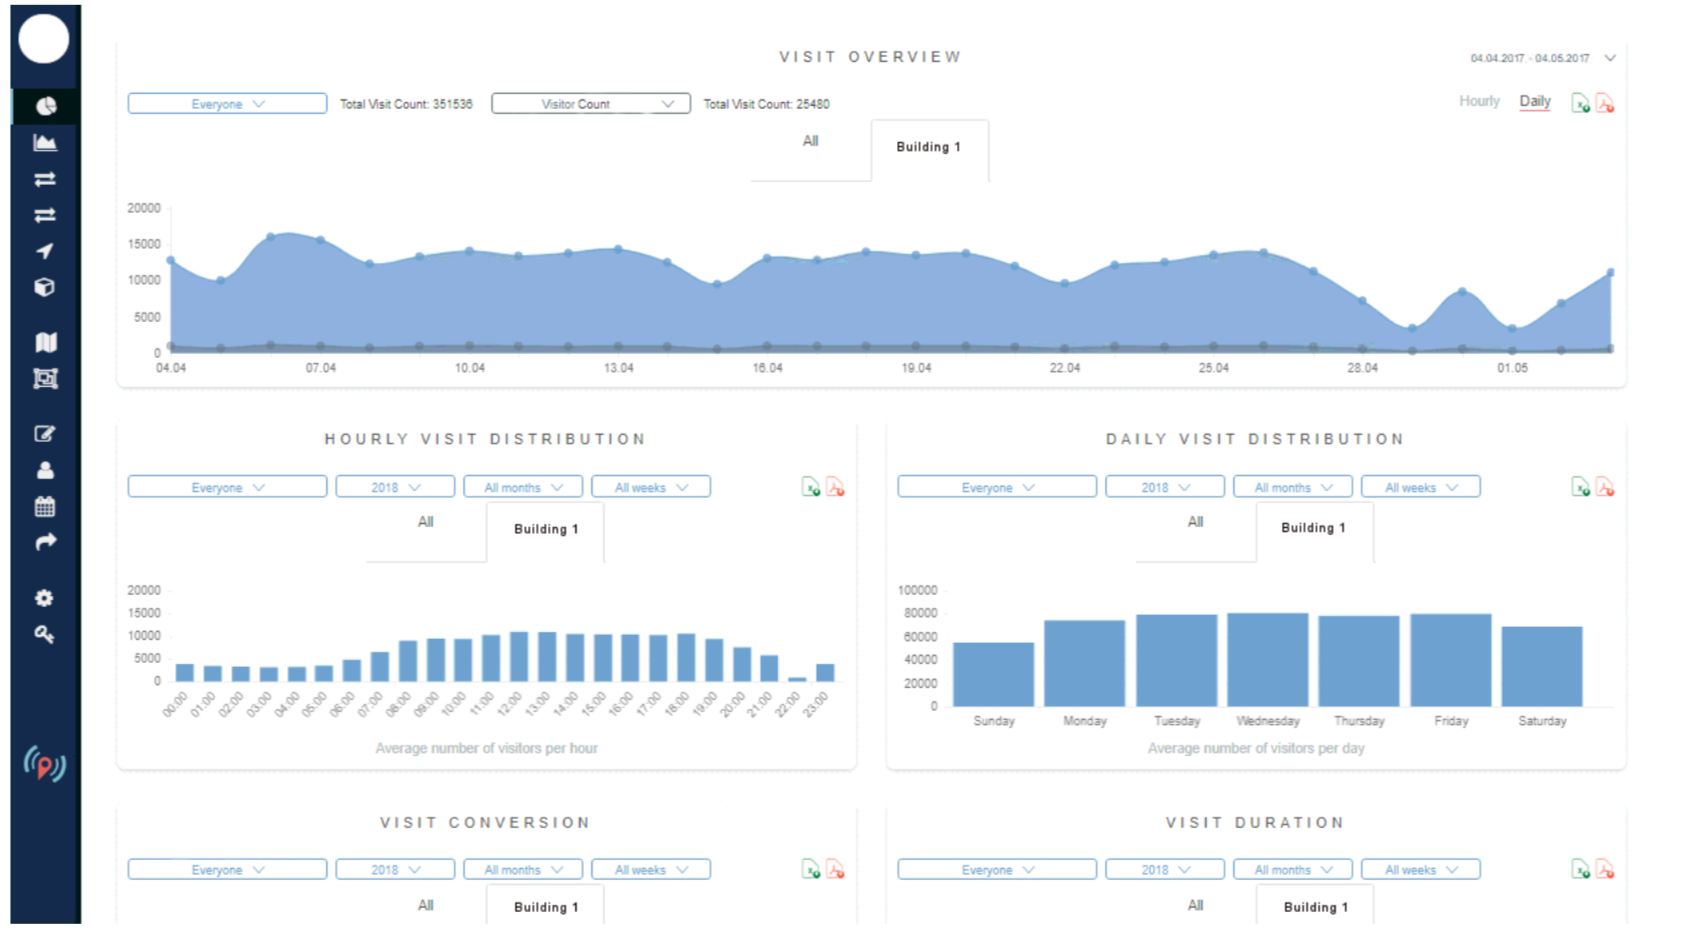 VISIT OVERVIEW
04.04.2017 - 04.05.2017
Everyone Total Visit Count: 351536 Visitor Count Total Visit Count: 25480 Hourly Daily
All Building 1
20000
15000
10000
5000
0
04.04 07.04 10.04 13.04 16.04 19.04 22.04 25.04 28.04 01.05
HOURLY VISIT DISTRIBUTION
Everyone 2018 All months All weeks
All Building 1
20000
15000
10000
5000
0
00:00 01:00 02:00 03:00 04:00 05:00 06:00 07:00 08:00 09:00 10:00 11:00 12:00 13:00 14:00 15:00 16:00 17:00 18:00 19:00 20:00 21:00 22:00 23:00
Average number of visitors per hour
DAILY VISIT DISTRIBUTION
Everyone 2018 All months All weeks
All Building 1
100000
80000
60000
40000
20000
0
Sunday Monday Tuesday Wednesday Thursday Friday Saturday
Average number of visitors per day
VISIT CONVERSION
Everyone 2018 All months All weeks
All Building 1
VISIT DURATION
Everyone 2018 All months All weeks
All Building 1